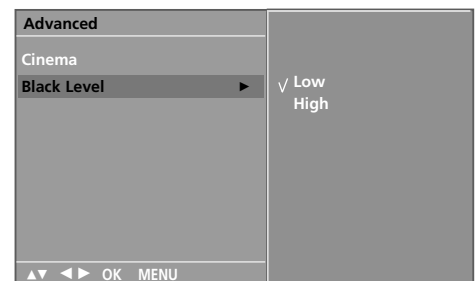 Advanced
Cinema
Black Level ►
√ Low
High
▲▼ ◄► OK MENU